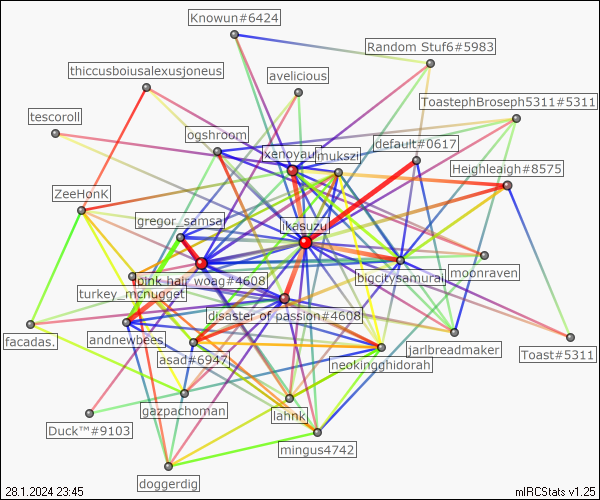 Knowun#6424
Random Stuf6#5983
thiccusboiusalexusjoneus
avelicious
ToastephBroseph5311#5311
tescoroll
ogshroom
default#0617
xenoyaur
mukszi
Heighleaigh#8575
ZeeHonK
gregor_samsa
ikasuzu
pink hair woag#4608
bigcitysamurai
moonraven
turkey_mcnugget
disaster of passion#4608
facadas.
andnewbees
jarlbreadmaker
Toast#5311
asad#6947
neokingghidorah
gazpachoman
lahnk
Duck™#9103
mingus4742
doggerdig
28.1.2024 23:45
mIRCStats v1.25